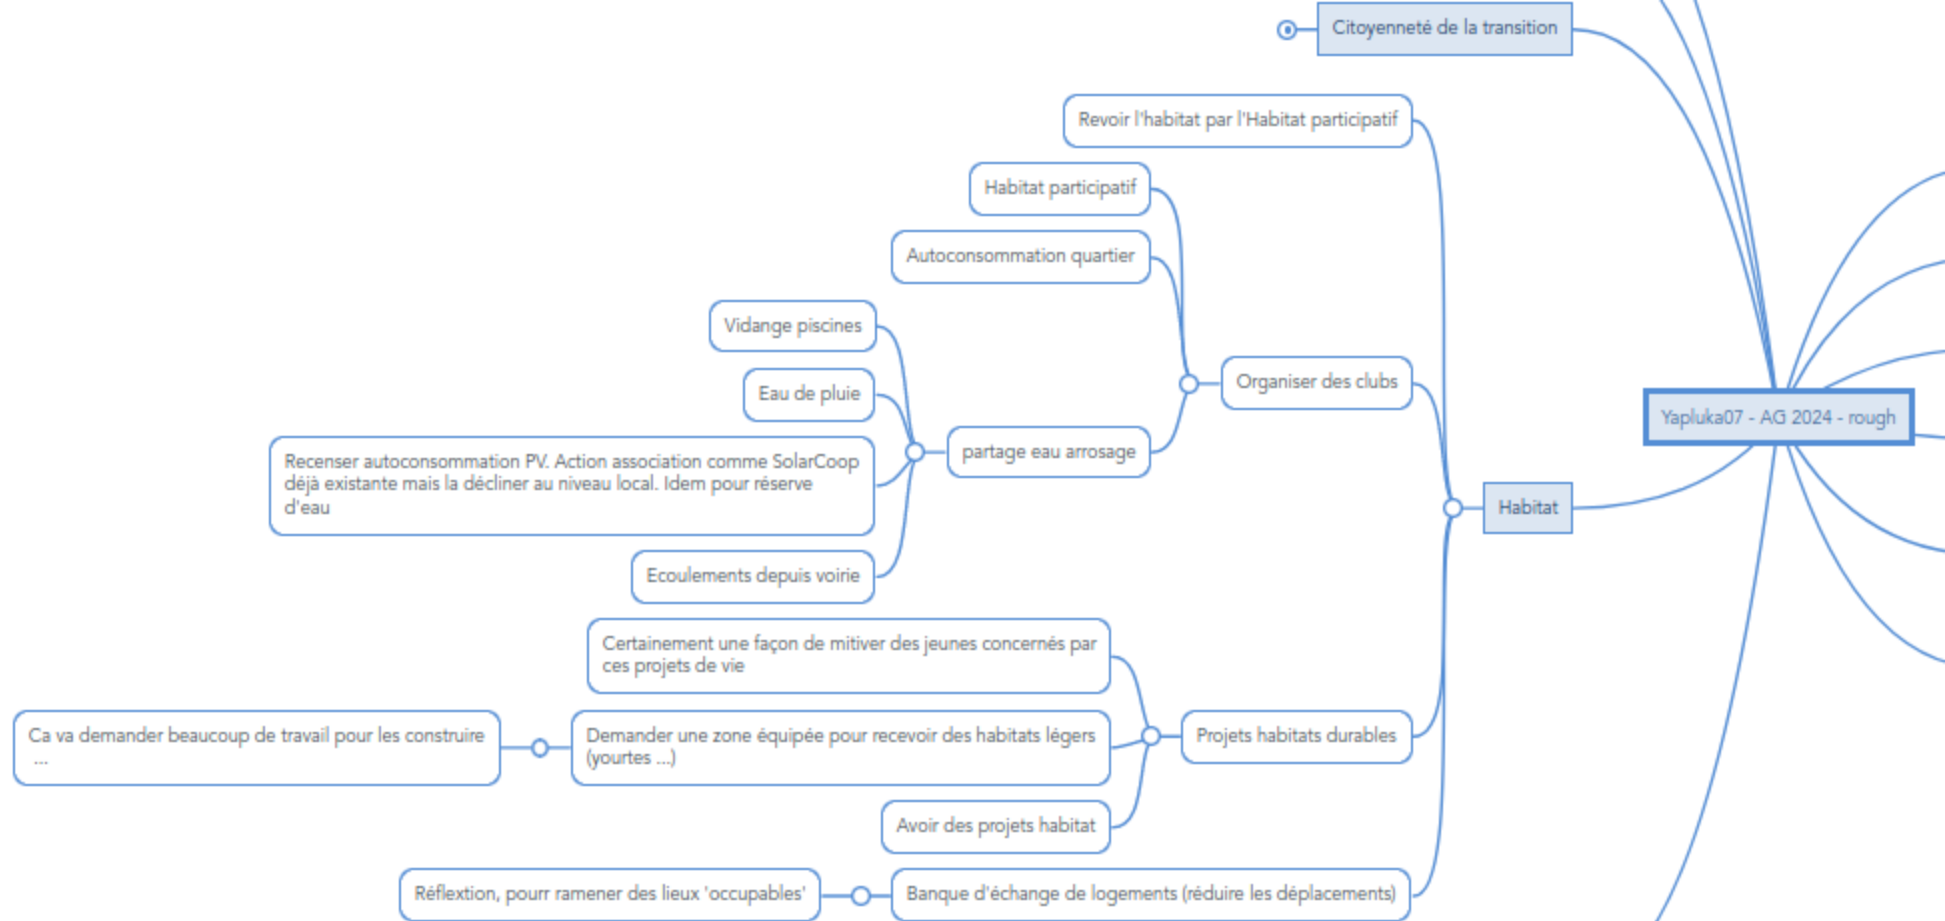 Citoyenneté de la transition
Revoir l'habitat par l'Habitat participatif
Habitat participatif
Autoconsommation quartier
Vidange piscines
Eau de pluie
Organiser des clubs
Yapluka07 - AG 2024 - rough
partage eau arrosage
Recenser autoconsommation PV. Action association comme SolarCoop
déjà existante mais la décliner au niveau local. Idem pour réserve
d'eau
Habitat
Ecoulements depuis voirie
Certainement une façon de mitiver des jeunes concernés par
ces projets de vie
Ca va demander beaucoup de travail pour les construire
...
Demander une zone équipée pour recevoir des habitats légers
(yourtes ...)
Projets habitats durables
Avoir des projets habitat
Réflextion, pourr ramener des lieux 'occupables'
Banque d'échange de logements (réduire les déplacements)